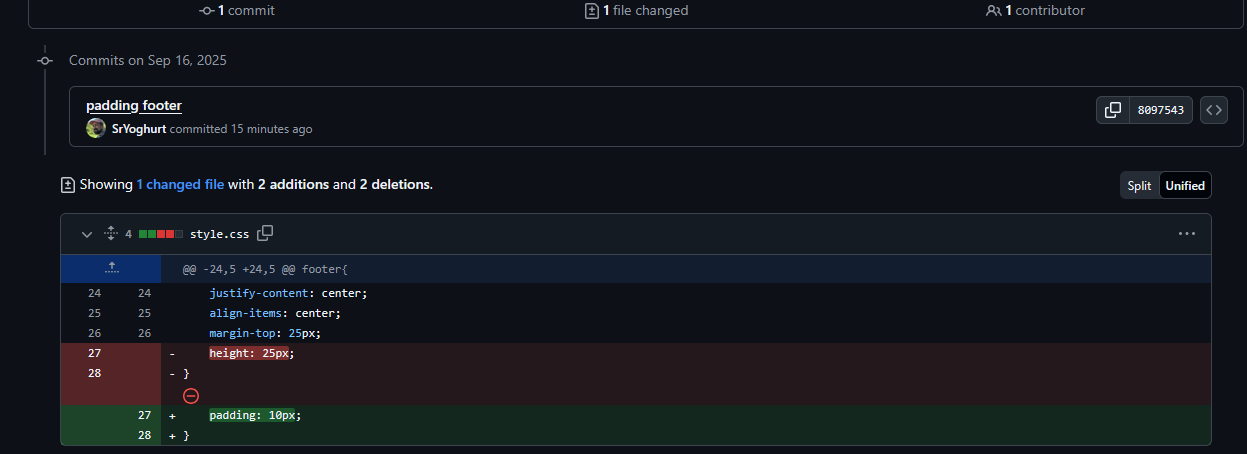 1 commit
1 file changed
1 contributor
Commits on Sep 16, 2025
padding footer
8097543
SrYoghurt committed 15 minutes ago
Showing 1 changed file with 2 additions and 2 deletions.
Split Unified
4 style.css
@@ -24,5 +24,5 @@ footer{
24 24 justify-content: center;
25 25 align-items: center;
26 26 margin-top: 25px;
27 - height: 25px;
28 - }
27 + padding: 10px;
28 + }